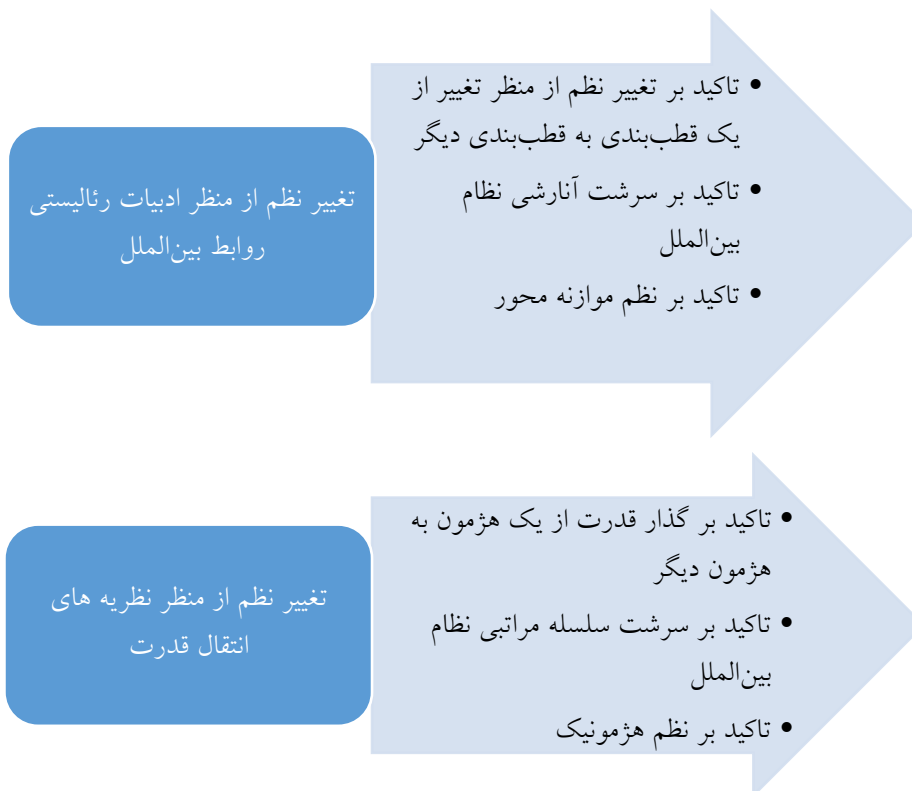 تغییر نظم از منظر ادبیات رئالیستی
روابط بین‌الملل
• تاکید بر تغییر نظم از منظر تغییر از
یک قطب‌بندی به قطب‌بندی دیگر
• تاکید بر سرشت آنارشی نظام
بین‌الملل
• تاکید بر نظم موازنه محور
تغییر نظم از منظر نظریه های
انتقال قدرت
• تاکید بر گذار قدرت از یک هژمون به
هژمون دیگر
• تاکید بر سرشت سلسله مراتبی نظام
بین‌الملل
• تاکید بر نظم هژمونیک